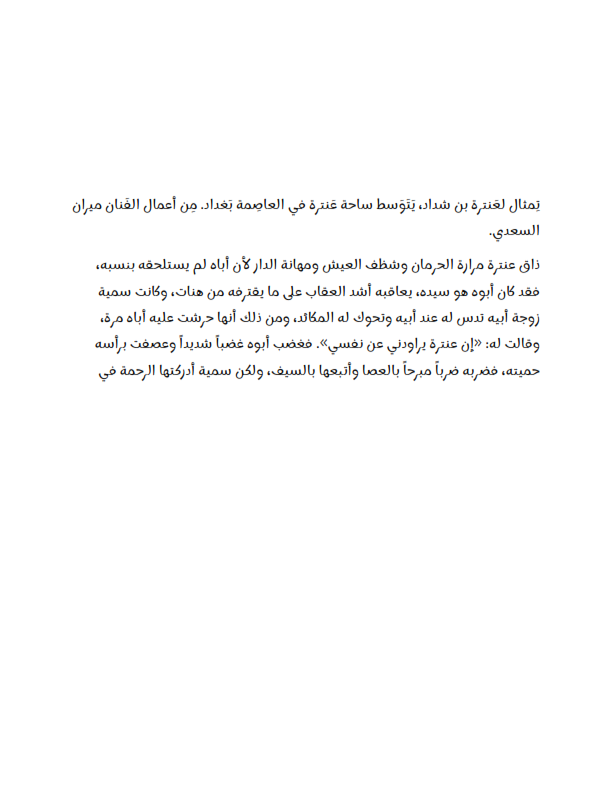 تِمثال لعَنترة بن شداد، يَتَوَسط ساحة عَنترة في العاصِمة بَغداد. مِن أعمال الفَنان ميران
السعدي.
ذاق عنترة مرارة الحرمان وشظف العيش ومهانة الدار لأن أباه لم يستلحقه بنسبه،
فقد كان أبوه هو سيده، يعاقبه أشد العقاب على ما يقترفه من هنات، وكانت سمية
زوجة أبيه تدس له عند أبيه وتحوك له المكائد، ومن ذلك أنها حرشت عليه أباه مرة،
وقالت له: «إن عنترة يراودني عن نفسي». فغضب أبوه غضباً شديداً وعصفت برأسه
حميته، فضربه ضرباً مبرحاً بالعصا وأتبعها بالسيف، ولكن سمية أدركتها الرحمة في